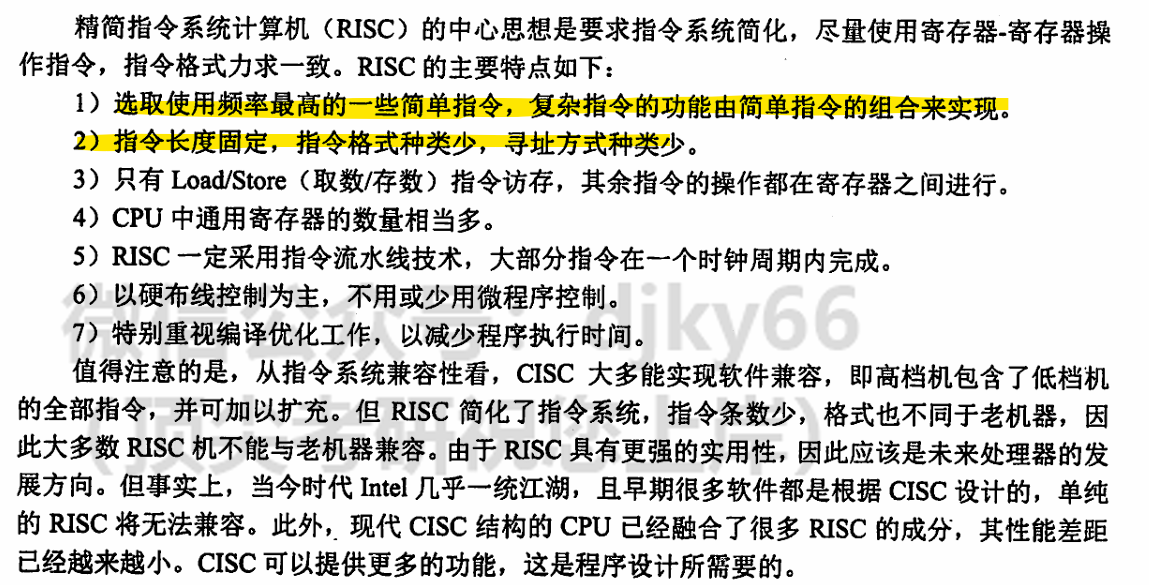 精简指令系统计算机（RISC）的中心思想是要求指令系统简化，尽量使用寄存器-寄存器操
作指令，指令格式力求一致。RISC 的主要特点如下：
1）选取使用频率最高的一些简单指令，复杂指令的功能由简单指令的组合来实现。
2）指令长度固定，指令格式种类少，寻址方式种类少。
3）只有 Load/Store（取数/存数）指令访存，其余指令的操作都在寄存器之间进行。
4）CPU 中通用寄存器的数量相当多。
5）RISC 一定采用指令流水线技术，大部分指令在一个时钟周期内完成。
6）以硬布线控制为主，不用或少用微程序控制。
微信公众号：djky66
7）特别重视编译优化工作，以减少程序执行时间。
值得注意的是，从指令系统兼容性看，CISC 大多能实现软件兼容，即高档机包含了低档机
的全部指令，并可加以扩充。但 RISC 简化了指令系统，指令条数少，格式也不同于老机器，因
此大多数 RISC 机不能与老机器兼容。由于 RISC 具有更强的实用性，因此应该是未来处理器的发
（顶尖考研祝您上岸）
展方向。但事实上，当今时代 Intel 几乎一统江湖，且早期很多软件都是根据 CISC 设计的，单纯
的 RISC 将无法兼容。此外，现代 CISC 结构的 CPU 已经融合了很多 RISC 的成分，其性能差距
已经越来越小。CISC 可以提供更多的功能，这是程序设计所需要的。